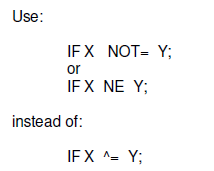 Use:
IF X NOT= Y;
or
IF X NE Y;
instead of:
IF X ^= Y;